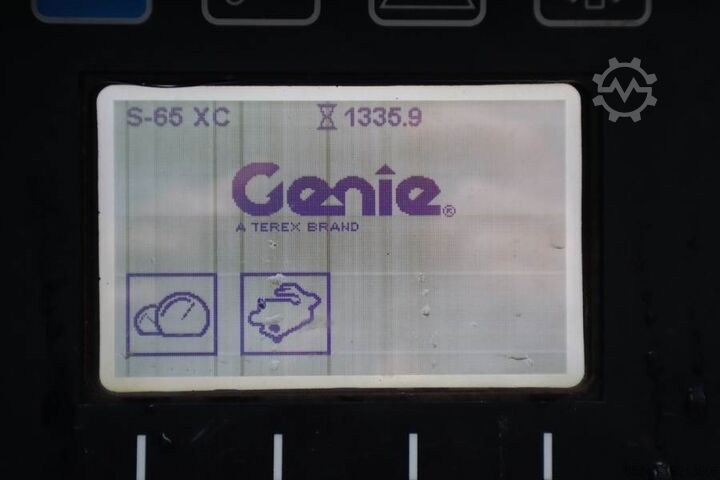 S-65 XC 1335.9
Genie®
A TEREX BRAND